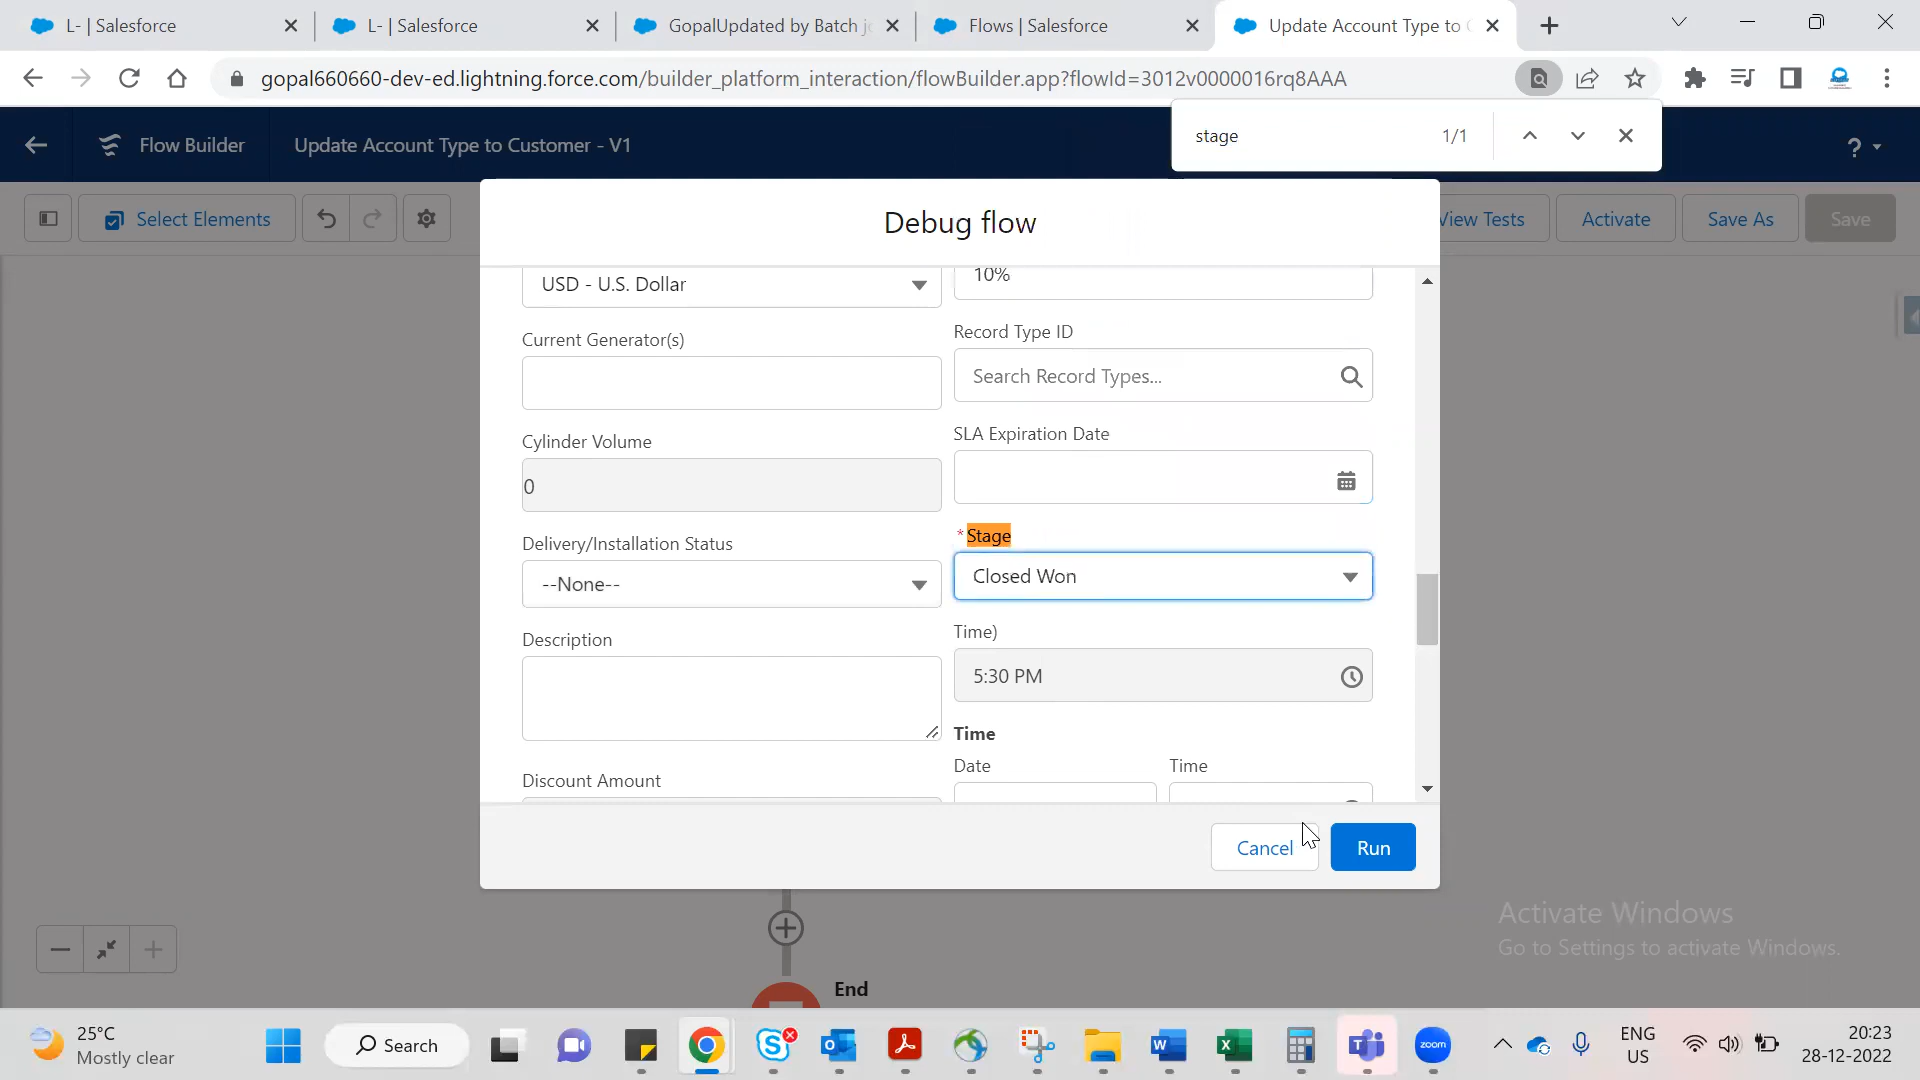 L- | Salesforce
L- | Salesforce
GopalUpdated by Batch j
Flows | Salesforce
Update Account Type to
gopal660660-dev-ed.lightning.force.com/builder_platform_interaction/flowBuilder.app?flowId=3012v0000016rq8AAA
stage
1/1
Flow Builder
Update Account Type to Customer - V1
?
Select Elements
View Tests
Activate
Save As
Save
Debug flow
USD - U.S. Dollar
10%
Current Generator(s)
Record Type ID
Search Record Types...
Cylinder Volume
SLA Expiration Date
0
* Stage
Delivery/Installation Status
Closed Won
--None--
Description
Time)
5:30 PM
Time
Date
Time
Discount Amount
Cancel
Run
Activate Windows
Go to Settings to activate Windows.
End
25°C
Mostly clear
Search
zoom
ENG
US
20:23
28-12-2022